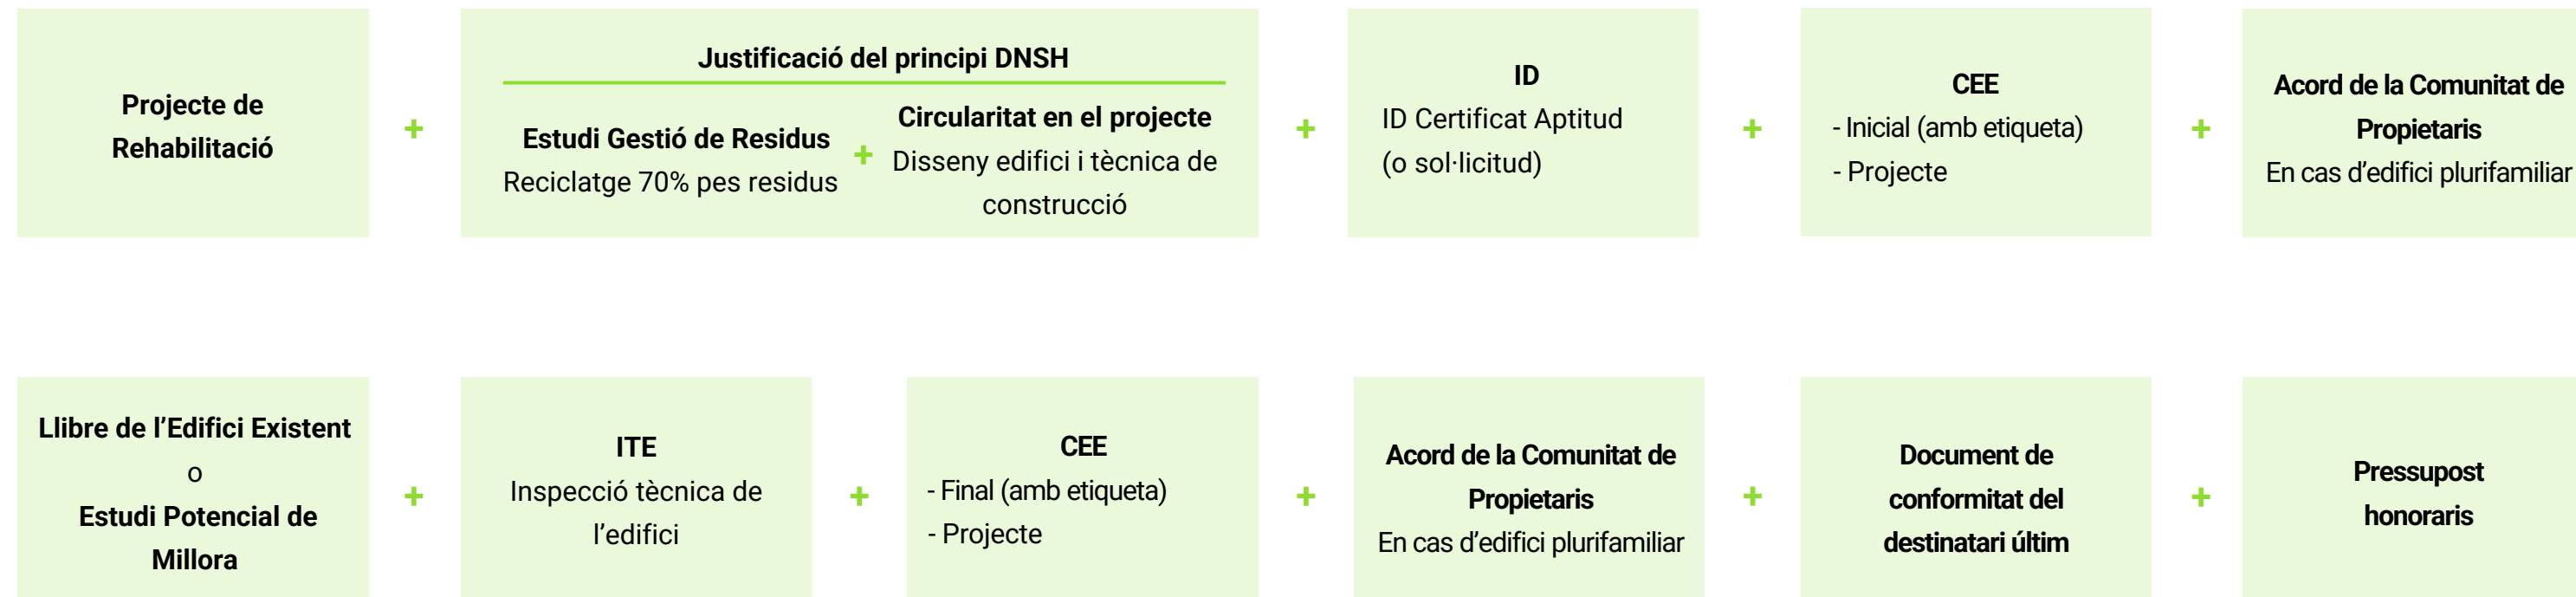 Projecte de
Rehabilitació
+
Justificació del principi DNSH
Estudi Gestió de Residus
Reciclatge 70% pes residus
+
Circularitat en el projecte
Disseny edifici i tècnica de
construcció
+
ID
ID Certificat Aptitud
(o sol·licitud)
+
CEE
- Inicial (amb etiqueta)
- Projecte
+
Acord de la Comunitat de
Propietaris
En cas d’edifici plurifamiliar
Llibre de l’Edifici Existent
o
Estudi Potencial de
Millora
+
ITE
Inspecció tècnica de
l’edifici
+
CEE
- Final (amb etiqueta)
- Projecte
+
Acord de la Comunitat de
Propietaris
En cas d’edifici plurifamiliar
+
Document de
conformitat del
destinatari últim
+
Pressupost
honoraris